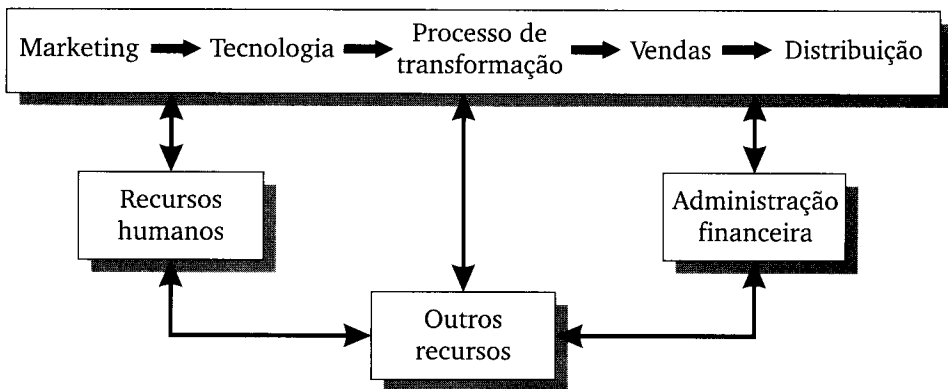 Marketing Tecnologia Processo de transformação Vendas Distribuição
Recursos
humanos
Administração
financeira
Outros
recursos